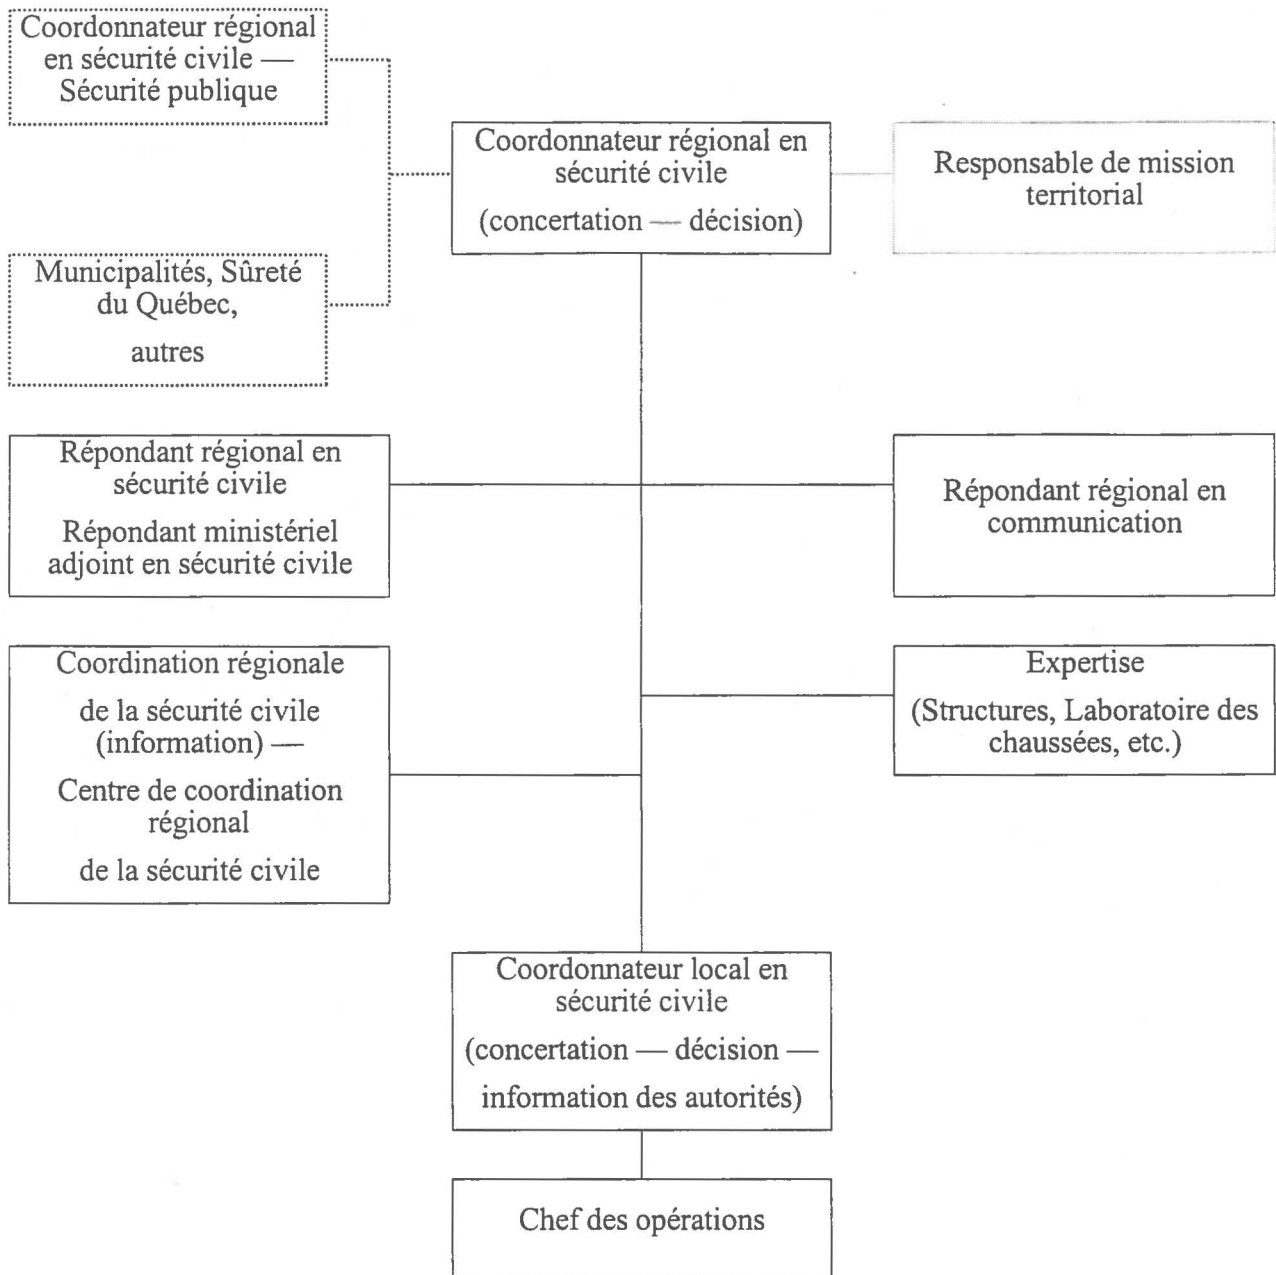 Coordonnateur régional
en sécurité civile —
Sécurité publique
Coordonnateur régional en
sécurité civile
(concertation — décision)
Responsable de mission
territorial
Municipalités, Sûreté
du Québec,
autres
Répondant régional en
sécurité civile
Répondant ministériel
adjoint en sécurité civile
Répondant régional en
communication
Coordination régionale
de la sécurité civile
(information) —
Centre de coordination
régional
de la sécurité civile
Expertise
(Structures, Laboratoire des
chaussées, etc.)
Coordonnateur local en
sécurité civile
(concertation — décision —
information des autorités)
Chef des opérations